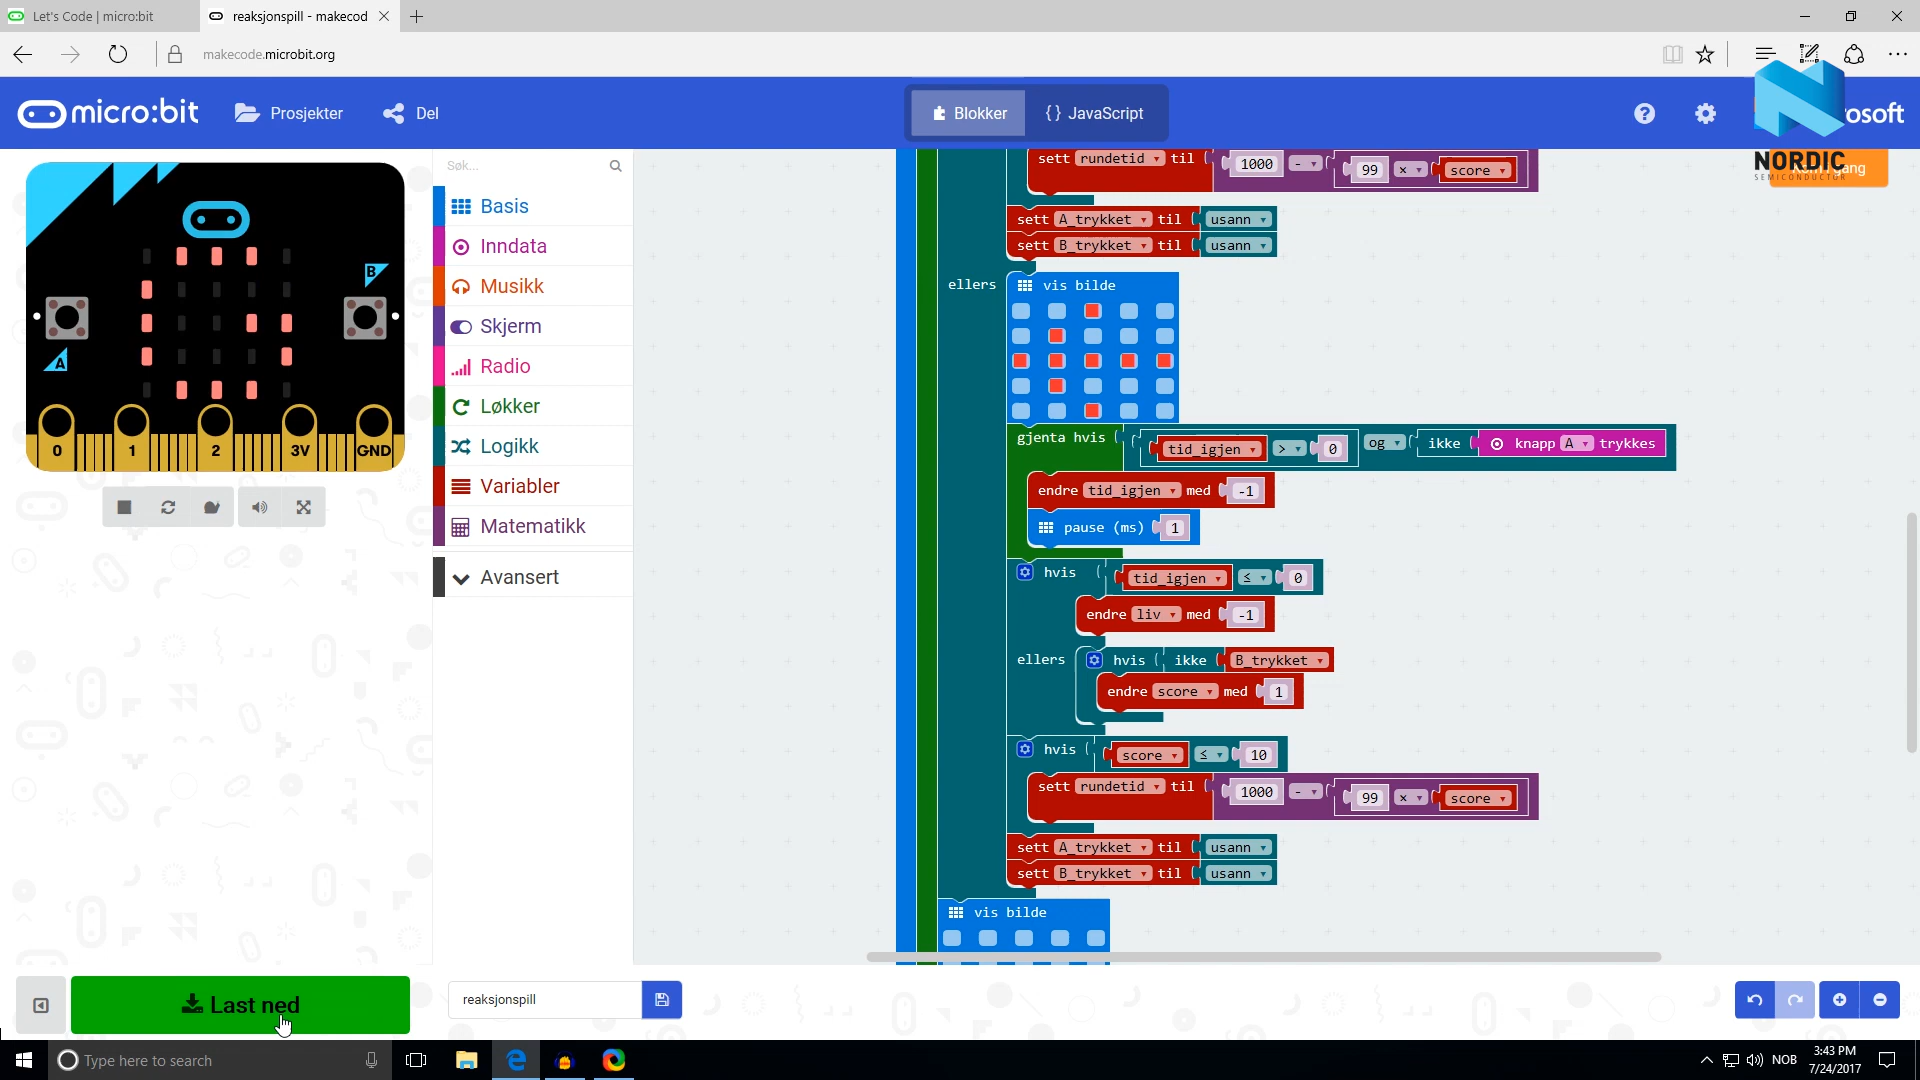 Let's Code | micro:bit
reaksjonspill - makecod
makecode.microbit.org
micro:bit
Prosjekter
Del
Blokker
{} JavaScript
?
osoft
NORDIC
SEMICONDUCTOR
gang
B
A
0 1 2 3V GND
Søk...
Basis
Inndata
Musikk
Skjerm
Radio
Løkker
Logikk
Variabler
Matematikk
Avansert
sett rundetid til 1000 - 99 × score
sett A_trykket til usann
sett B_trykket til usann
ellers vis bilde
gjenta hvis tid_igjen > 0 og ikke knapp A trykkes
endre tid_igjen med -1
pause (ms) 1
hvis tid_igjen ≤ 0
endre liv med -1
ellers hvis ikke B_trykket
endre score med 1
hvis score ≤ 10
sett rundetid til 1000 - 99 × score
sett A_trykket til usann
sett B_trykket til usann
vis bilde
Last ned
reaksjonspill
Type here to search
NOB
3:43 PM
7/24/2017